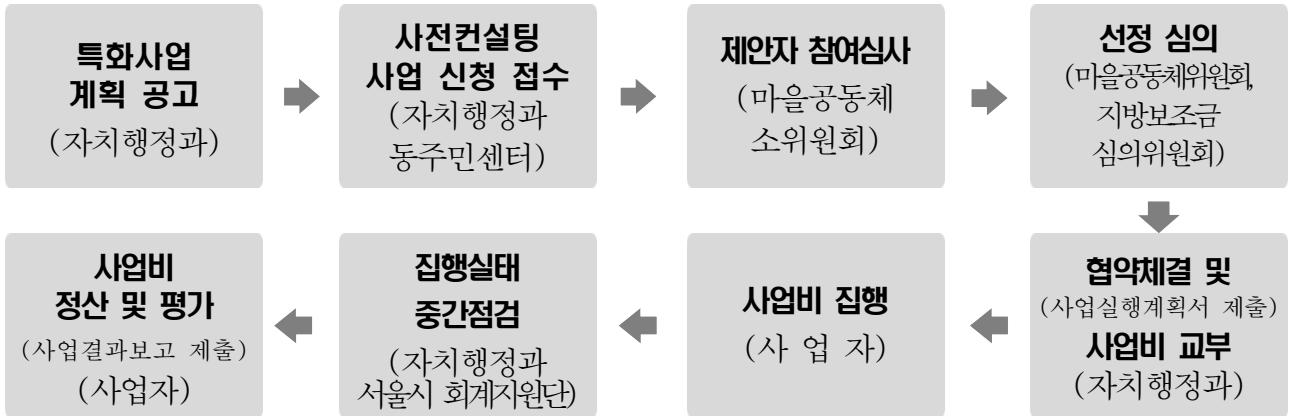 특화사업
계획 공고
(자치행정과)
사전컨설팅
사업 신청 접수
(자치행정과
동주민센터)
제안자 참여심사
(마을공동체
소위원회)
선정 심의
(마을공동체위원회,
지방보조금
심의위원회)
협약체결 및
(사업실행계획서 제출)
사업비 교부
(자치행정과)
사업비 집행
(사 업 자)
집행실태
중간점검
(자치행정과
서울시 회계지원단)
사업비
정산 및 평가
(사업결과보고 제출)
(사업자)